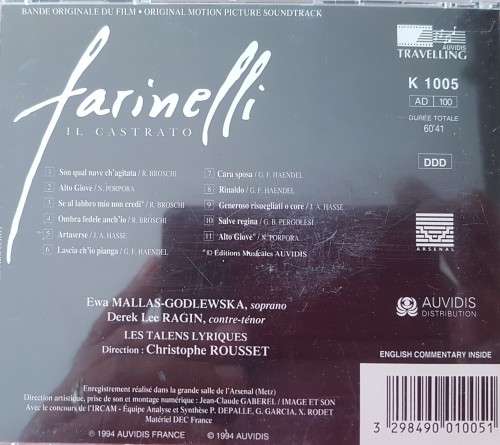 BANDE ORIGINALE DU FILM • ORIGINAL MOTION PICTURE SOUNDTRACK
AUVIDIS
TRAVELLING
farinelli
IL CASTRATO
K 1005
AD 100
DURÉE TOTALE
60'41
DDD
1 Son qual nave ch'agitata / R. BROSCHI
2 Alto Giove / N. PORPORA
3 Se al labbro mio non credi° / R. BROSCHI
4 Ombra fedele anch'io / R. BROSCHI
5 Artaserse / J. A. HASSE
6 Lascia ch'io pianga / G. F. HAENDEL
7 Cara sposa / G. F. HAENDEL
8 Rinaldo / G. F. HAENDEL
9 Generoso risuegliati o core / J. A. HASSE
10 Salve regina / G. B. PERGOLESI
11 Alto Giove° / N. PORPORA
°© Éditions Musicales AUVIDIS
ARSENAL
Ewa MALLAS-GODLEWSKA, soprano
Derek Lee RAGIN, contre-ténor
LES TALENS LYRIQUES
Direction : Christophe ROUSSET
AUVIDIS
DISTRIBUTION
ENGLISH COMMENTARY INSIDE
Enregistrement réalisé dans la grande salle de l'Arsenal (Metz)
Direction artistique, prise de son et montage numérique : Jean-Claude GABEREL / IMAGE ET SON
Avec le concours de l'IRCAM - Équipe Analyse et Synthèse P. DEPALLE, G. GARCIA, X. RODET
Matériel DEC France
℗ 1994 AUVIDIS FRANCE © 1994 AUVIDIS
3 298490 010051